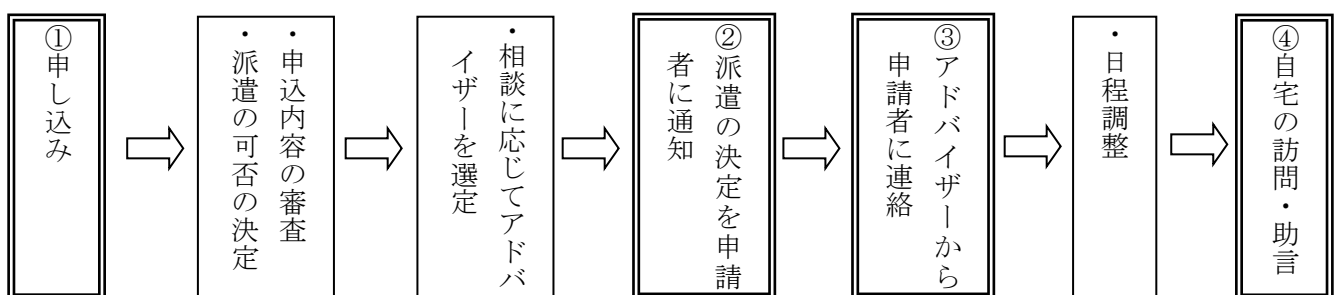 ①申し込み
・申込内容の審査
・派遣の可否の決定
・相談に応じてアドバ
イザーを選定
②派遣の決定を申請
者に通知
③アドバイザーから
申請者に連絡
・日程調整
④自宅の訪問・助言